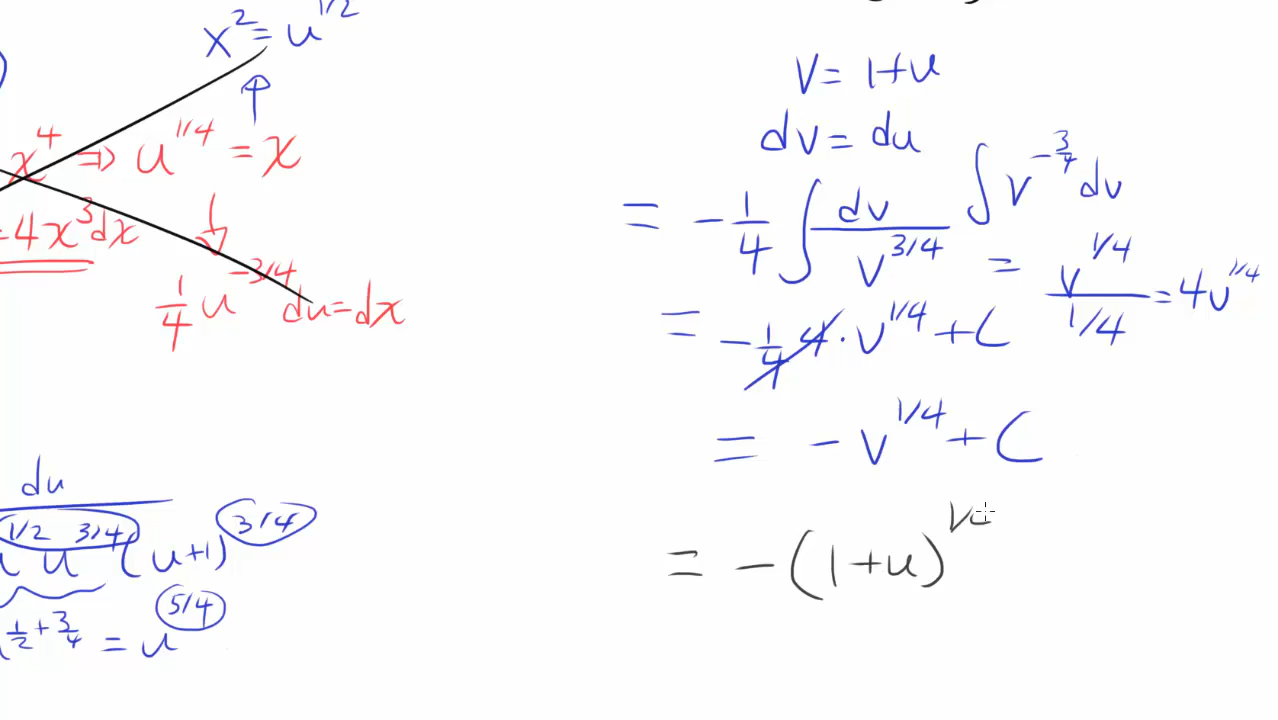 x² = u^1/2
↑
x⁴ ⇒ u^1/4 = x
4x³dx
1/4 u^-3/4 du = dx
du
1/2 3/4
u (u+1)^3/4
1/2 + 3/4 = u^5/4
v = 1+u
dv = du
∫ v^-3/4 dv
= -1/4 ∫ dv/v^3/4 = v^1/4 / 1/4 = 4v^1/4
= -1/4 4 · v^1/4 + C
= -v^1/4 + C
= -(1+u)